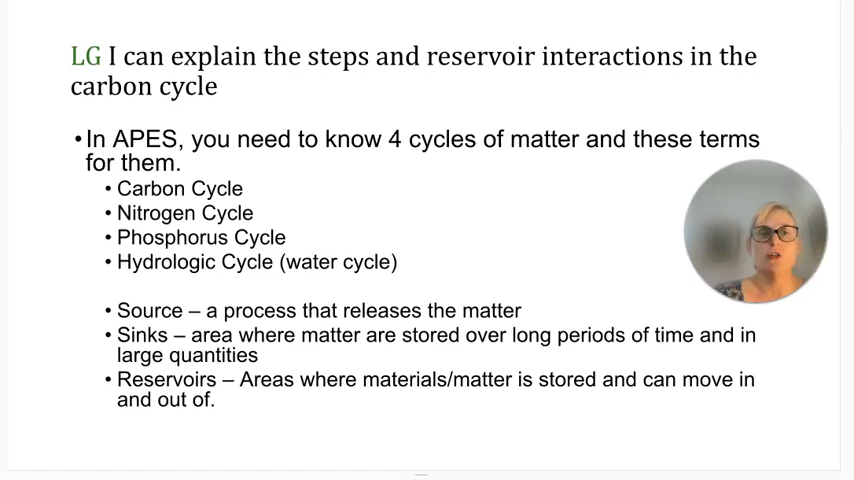 LG I can explain the steps and reservoir interactions in the
carbon cycle
• In APES, you need to know 4 cycles of matter and these terms
for them.
• Carbon Cycle
• Nitrogen Cycle
• Phosphorus Cycle
• Hydrologic Cycle (water cycle)
• Source – a process that releases the matter
• Sinks – area where matter are stored over long periods of time and in
large quantities
• Reservoirs – Areas where materials/matter is stored and can move in
and out of.